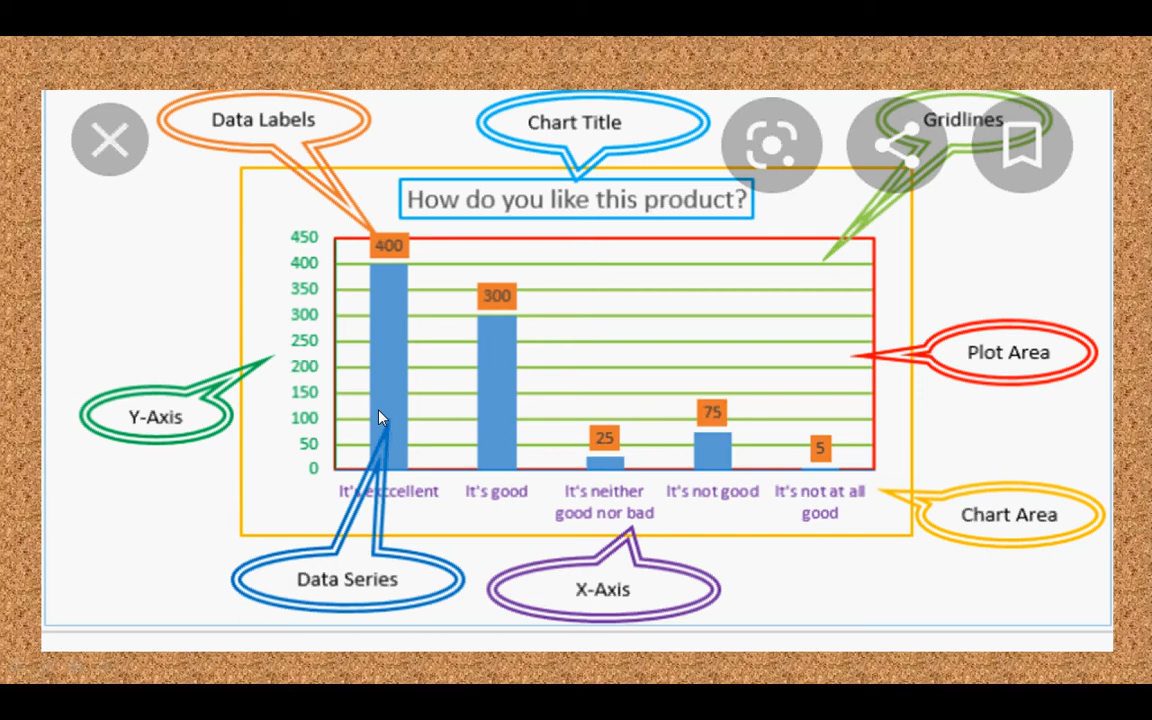 Data Labels
Chart Title
Gridlines
How do you like this product?
450
400
400
350
300
300
250
Plot Area
200
150
Y-Axis
100
75
25
5
50
0
It's exccellent
It's good
It's neither
good nor bad
It's not good
It's not at all
good
Chart Area
Data Series
X-Axis